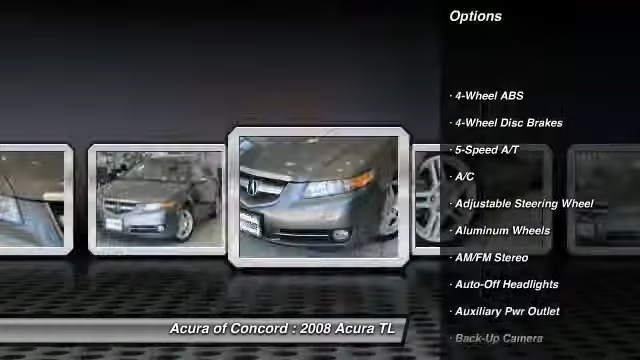 Options
· 4-Wheel ABS
· 4-Wheel Disc Brakes
· 5-Speed A/T
· A/C
· Adjustable Steering Wheel
· Aluminum Wheels
· AM/FM Stereo
· Auto-Off Headlights
· Auxiliary Pwr Outlet
· Back-Up Camera
Acura of Concord : 2008 Acura TL